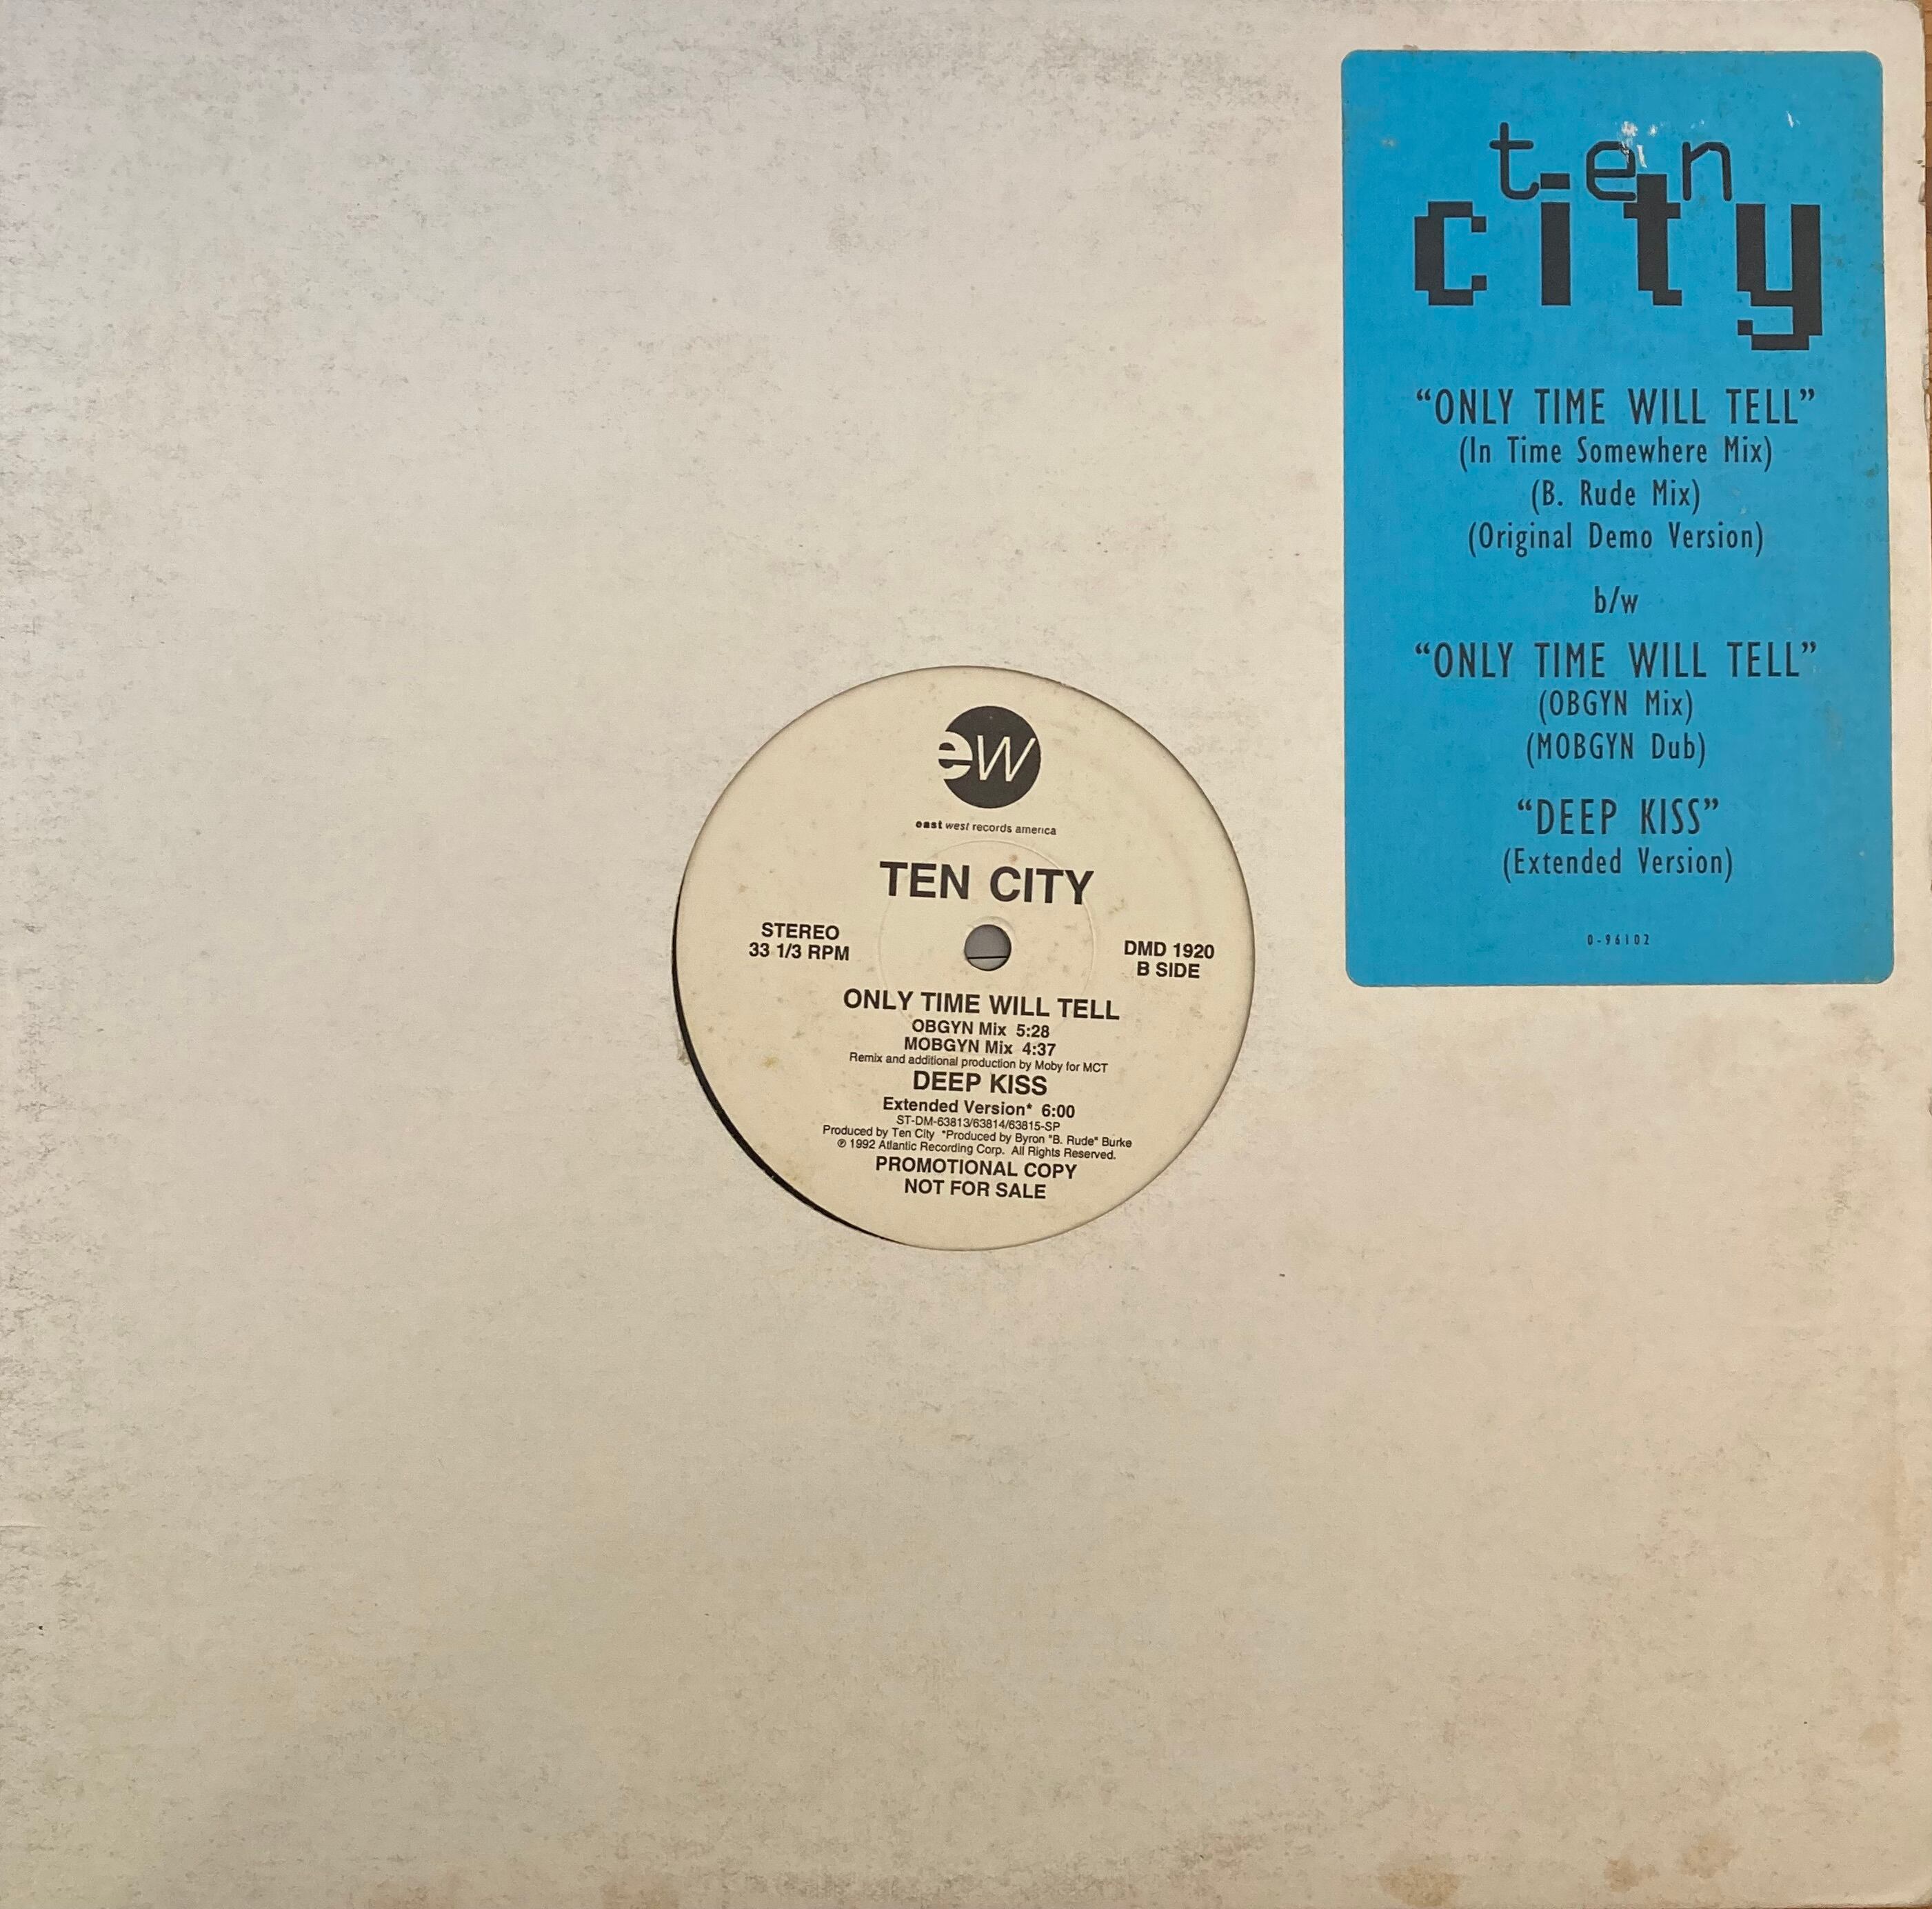 ten
city
“ONLY TIME WILL TELL”
(In Time Somewhere Mix)
(B. Rude Mix)
(Original Demo Version)
b/w
“ONLY TIME WILL TELL”
(OBGYN Mix)
(MOBGYN Dub)
“DEEP KISS”
(Extended Version)
0-96102
ew
east west records america
TEN CITY
STEREO
33 1/3 RPM
DMD 1920
B SIDE
ONLY TIME WILL TELL
OBGYN Mix 5:28
MOBGYN Mix 4:37
Remix and additional production by Moby for MCT
DEEP KISS
Extended Version* 6:00
ST-DM-63813/63814/63815-SP
Produced by Ten City *Produced by Byron "B. Rude" Burke
℗ 1992 Atlantic Recording Corp. All Rights Reserved.
PROMOTIONAL COPY
NOT FOR SALE